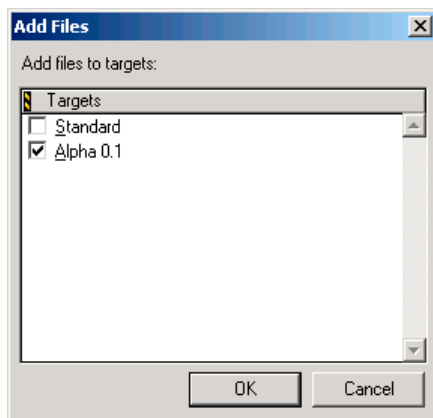 Add Files
Add files to targets:
Targets
Standard
Alpha 0.1
OK Cancel